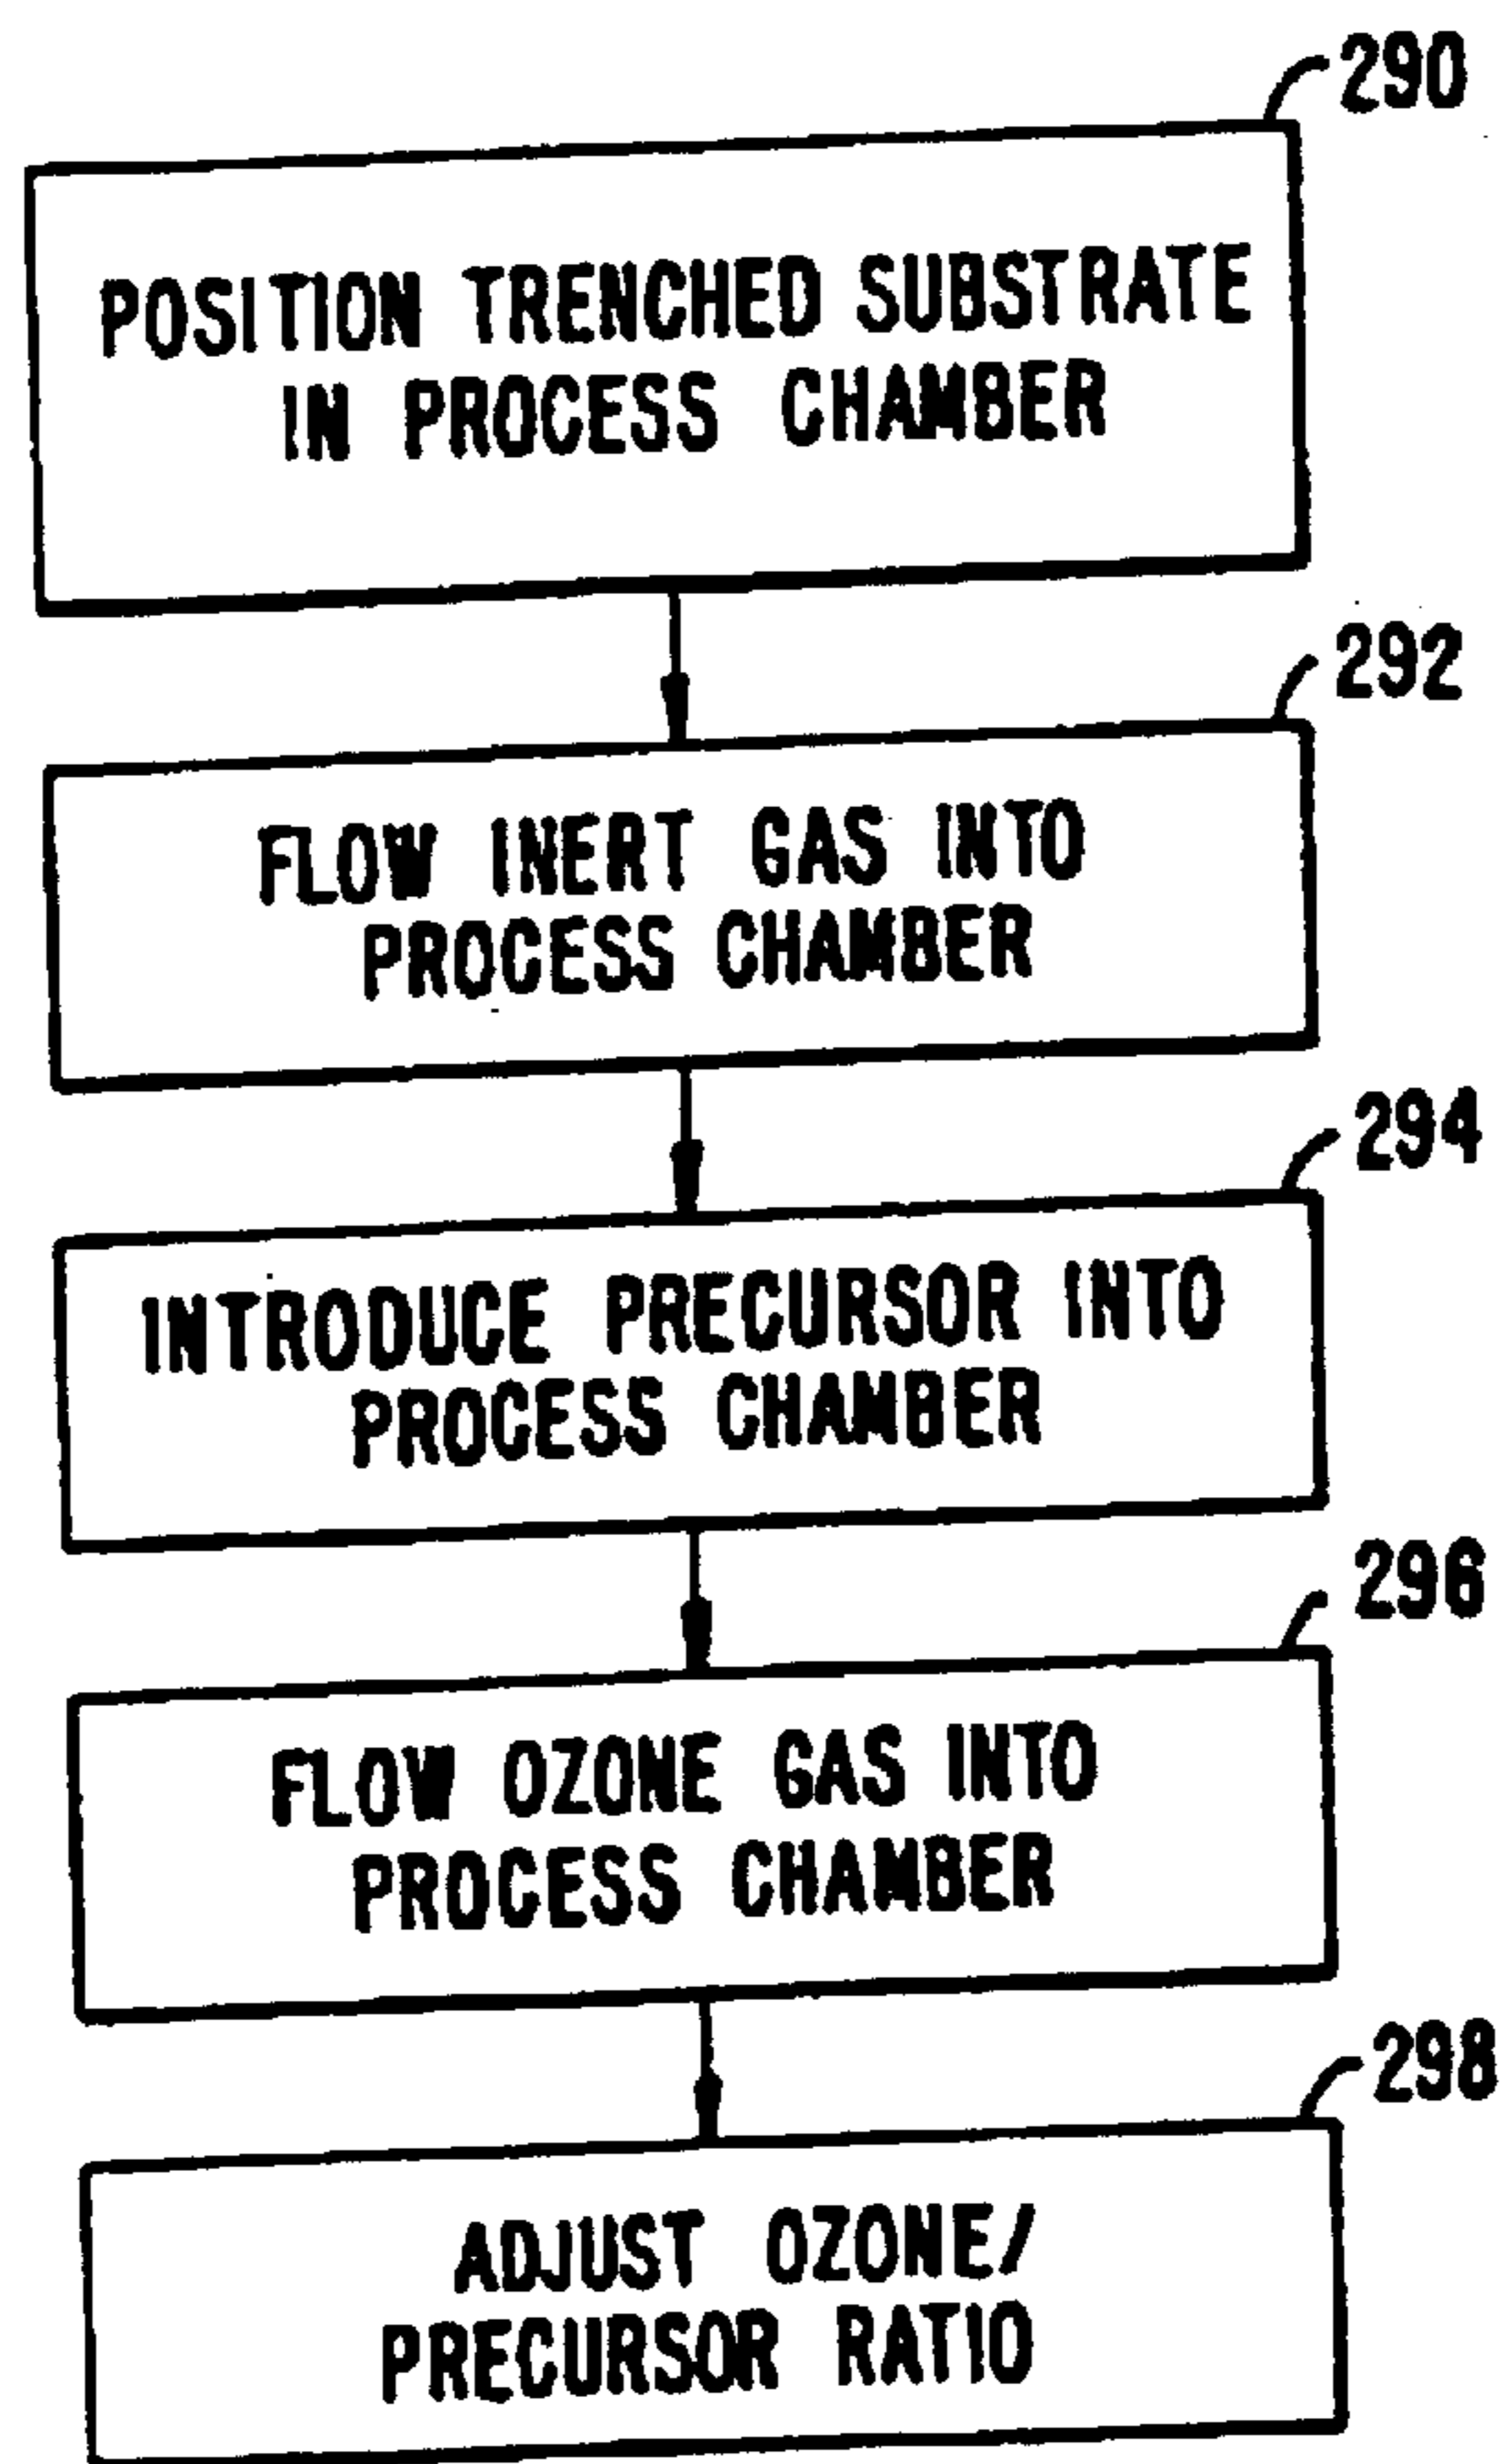 290
POSITION TRENCHED SUBSTRATE
IN PROCESS CHAMBER
292
FLOW INERT GAS INTO
PROCESS CHAMBER
294
INTRODUCE PRECURSOR INTO
PROCESS CHAMBER
296
FLOW OZONE GAS INTO
PROCESS CHAMBER
298
ADJUST OZONE/
PRECURSOR RATIO